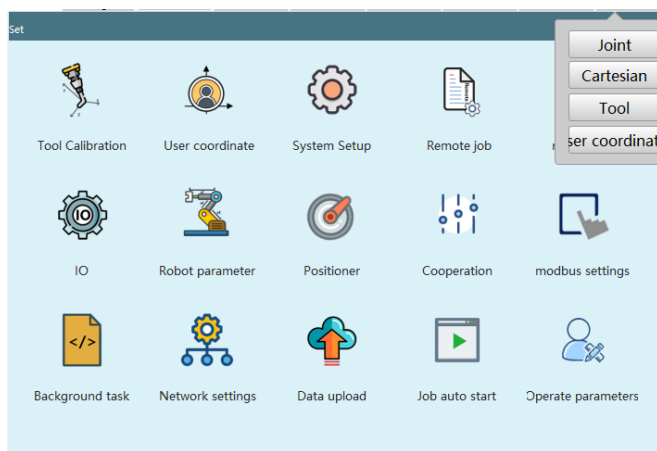 Set
Joint
Cartesian
Tool
ser coordinat
Tool Calibration
User coordinate
System Setup
Remote job
IO
IO
Robot parameter
Positioner
Cooperation
modbus settings
</>
Background task
Network settings
Data upload
Job auto start
Operate parameters